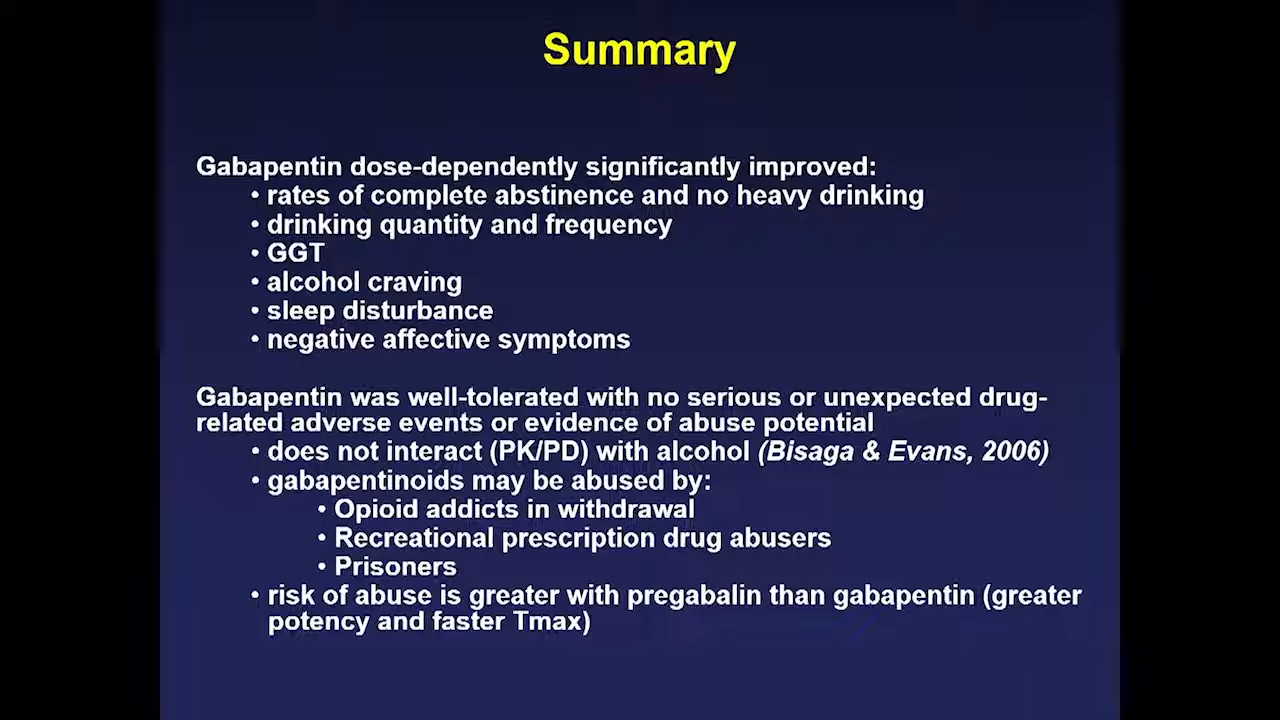 Summary
Gabapentin dose-dependently significantly improved:
• rates of complete abstinence and no heavy drinking
• drinking quantity and frequency
• GGT
• alcohol craving
• sleep disturbance
• negative affective symptoms
Gabapentin was well-tolerated with no serious or unexpected drug-
related adverse events or evidence of abuse potential
• does not interact (PK/PD) with alcohol (Bisaga & Evans, 2006)
• gabapentinoids may be abused by:
• Opioid addicts in withdrawal
• Recreational prescription drug abusers
• Prisoners
• risk of abuse is greater with pregabalin than gabapentin (greater
potency and faster Tmax)